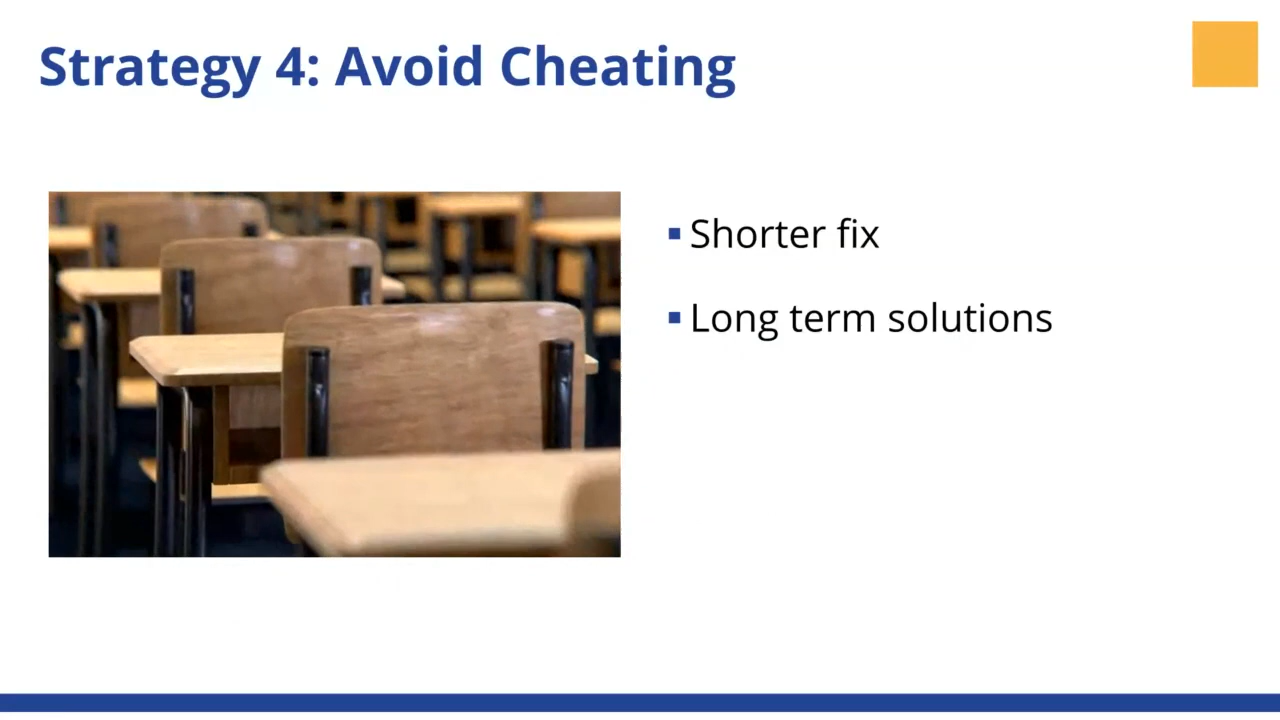 Strategy 4: Avoid Cheating
Shorter fix
Long term solutions